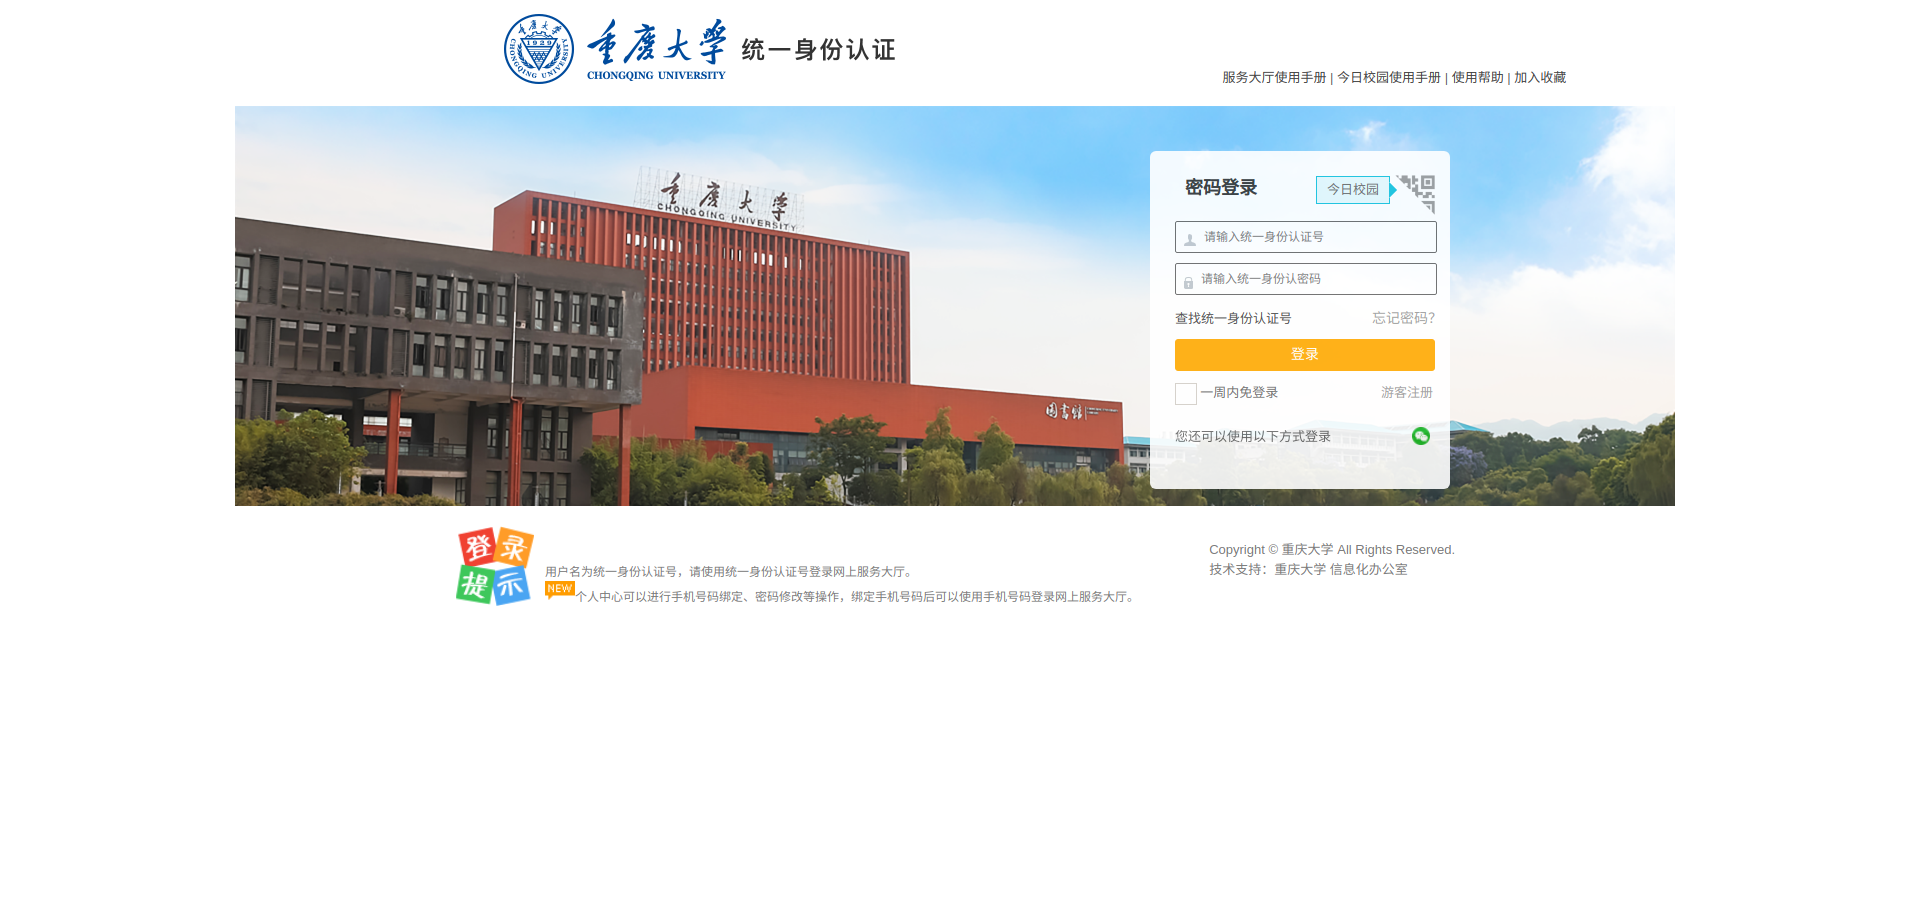 重庆大学
CHONGQING UNIVERSITY
1929
重庆大学
CHONGQING UNIVERSITY
统一身份认证
服务大厅使用手册 | 今日校园使用手册 | 使用帮助 | 加入收藏
重庆大学
CHONGQING UNIVERSITY
图书馆
密码登录
今日校园
请输入统一身份认证号
请输入统一身份认密码
查找统一身份认证号 忘记密码?
登录
一周内免登录 游客注册
您还可以使用以下方式登录
登录
提示
用户名为统一身份认证号，请使用统一身份认证号登录网上服务大厅。
NEW 个人中心可以进行手机号码绑定、密码修改等操作，绑定手机号码后可以使用手机号码登录网上服务大厅。
Copyright © 重庆大学 All Rights Reserved.
技术支持：重庆大学 信息化办公室